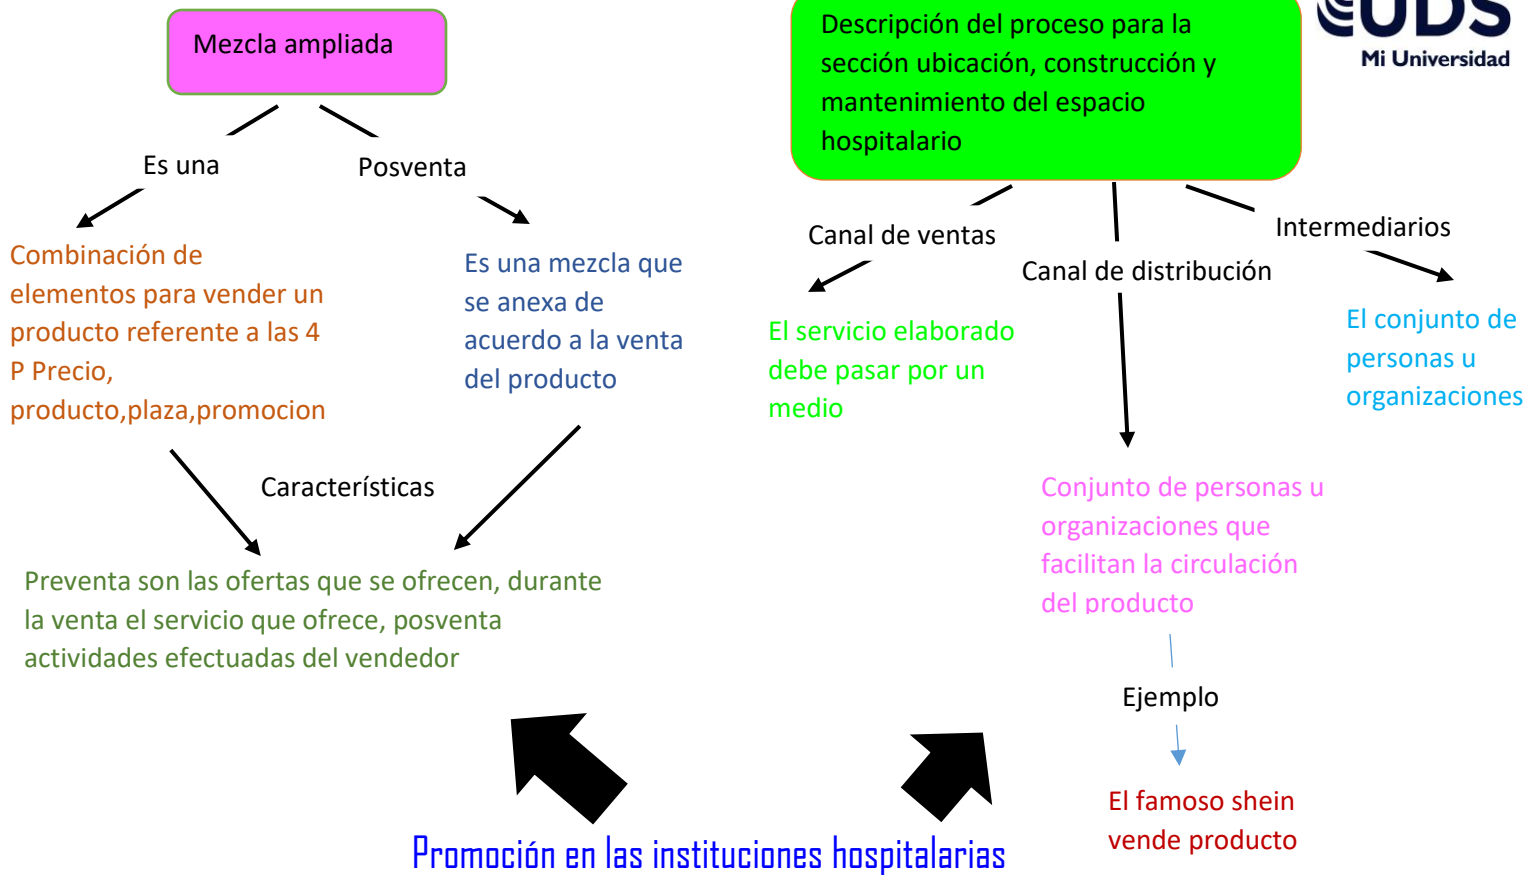 Mezcla ampliada
Es una
Posventa
Combinación de
elementos para vender un
producto referente a las 4
P Precio,
producto,plaza,promocion
Es una mezcla que
se anexa de
acuerdo a la venta
del producto
Características
Preventa son las ofertas que se ofrecen, durante
la venta el servicio que ofrece, posventa
actividades efectuadas del vendedor
Descripción del proceso para la
sección ubicación, construcción y
mantenimiento del espacio
hospitalario
UDS
Mi Universidad
Canal de ventas
Canal de distribución
Intermediarios
El servicio elaborado
debe pasar por un
medio
El conjunto de
personas u
organizaciones
Conjunto de personas u
organizaciones que
facilitan la circulación
del producto
Ejemplo
El famoso shein
vende producto
Promoción en las instituciones hospitalarias